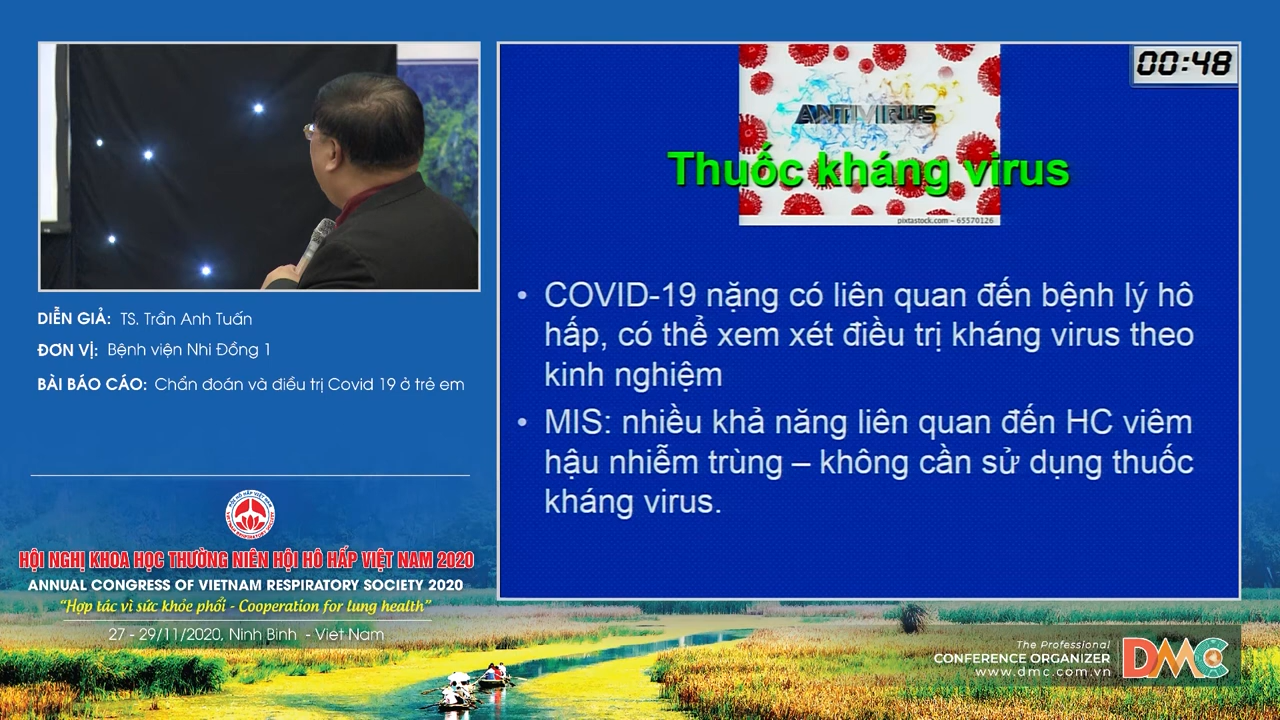 00:48
ANTIVIRUS
Thuốc kháng virus
pixtastock.com - 65570126
• COVID-19 nặng có liên quan đến bệnh lý hô
hấp, có thể xem xét điều trị kháng virus theo
kinh nghiệm
• MIS: nhiều khả năng liên quan đến HC viêm
hậu nhiễm trùng – không cần sử dụng thuốc
kháng virus.
DIỄN GIẢ: TS. Trần Anh Tuấn
ĐƠN VỊ: Bệnh viện Nhi Đồng 1
BÀI BÁO CÁO: Chẩn đoán và điều trị Covid 19 ở trẻ em
HỘI NGHỊ KHOA HỌC THƯỜNG NIÊN HỘI HÔ HẤP VIỆT NAM 2020
ANNUAL CONGRESS OF VIETNAM RESPIRATORY SOCIETY 2020
“Hợp tác vì sức khỏe phổi - Cooperation for lung health”
27 - 29/11/2020, Ninh Bình - Việt Nam
The Professional
CONFERENCE ORGANIZER
www.dmc.com.vn
DMC